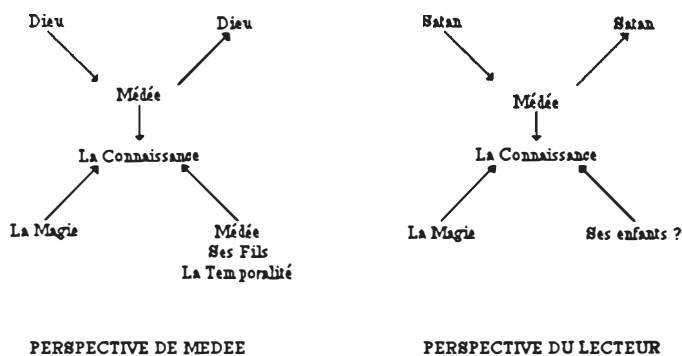 Dieu
Dieu
Médée
La Connaissance
La Magie
Médée
Ses Fils
La Temporalité
PERSPECTIVE DE MEDEE
Satan
Satan
Médée
La Connaissance
La Magie
Ses enfants ?
PERSPECTIVE DU LECTEUR